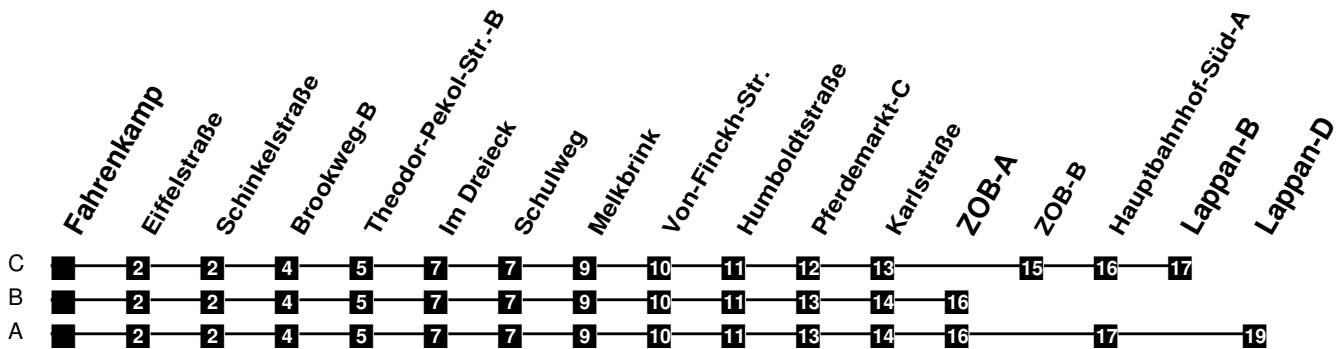 Fahrenkamp
Eiffelstraße
Schinkelstraße
Brookweg-B
Theodor-Pekol-Str.-B
Im Dreieck
Schulweg
Melkbrink
Von-Finckh-Str.
Humboldtstraße
Pferdemarkt-C
Karlstraße
ZOB-A
ZOB-B
Hauptbahnhof-Süd-A
Lappan-B
Lappan-D
C 2 2 4 5 7 7 9 10 11 12 13 15 16 17
B 2 2 4 5 7 7 9 10 11 13 14 16
A 2 2 4 5 7 7 9 10 11 13 14 16 17 19